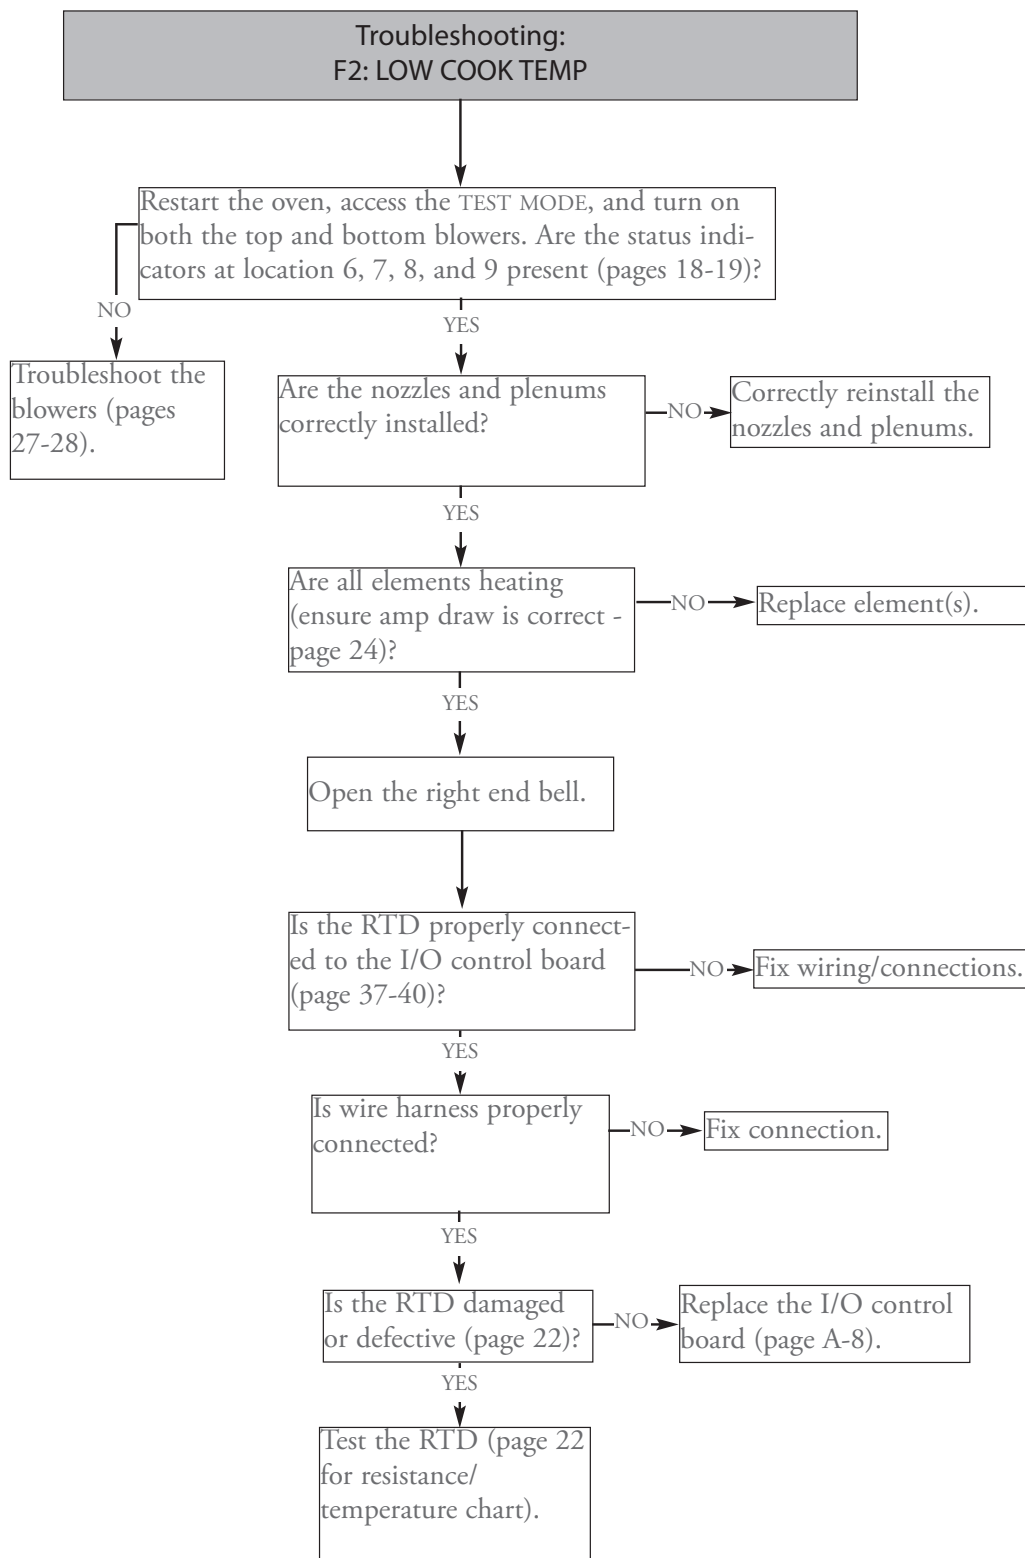 Troubleshooting:
F2: LOW COOK TEMP
Restart the oven, access the TEST MODE, and turn on
both the top and bottom blowers. Are the status indi-
cators at location 6, 7, 8, and 9 present (pages 18-19)?
NO
YES
Troubleshoot the
blowers (pages
27-28).
Are the nozzles and plenums
correctly installed?
NO
Correctly reinstall the
nozzles and plenums.
YES
Are all elements heating
(ensure amp draw is correct -
page 24)?
NO
Replace element(s).
YES
Open the right end bell.
Is the RTD properly connect-
ed to the I/O control board
(page 37-40)?
NO
Fix wiring/connections.
YES
Is wire harness properly
connected?
NO
Fix connection.
YES
Is the RTD damaged
or defective (page 22)?
NO
Replace the I/O control
board (page A-8).
YES
Test the RTD (page 22
for resistance/
temperature chart).